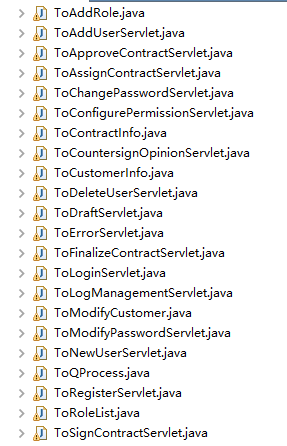 ToAddRole.java
ToAddUserServlet.java
ToApproveContractServlet.java
ToAssignContractServlet.java
ToChangePasswordServlet.java
ToConfigurePermissionServlet.java
ToContractInfo.java
ToCountersignOpinionServlet.java
ToCustomerInfo.java
ToDeleteUserServlet.java
ToDraftServlet.java
ToErrorServlet.java
ToFinalizeContractServlet.java
ToLoginServlet.java
ToLogManagementServlet.java
ToModifyCustomer.java
ToModifyPasswordServlet.java
ToNewUserServlet.java
ToQProcess.java
ToRegisterServlet.java
ToRoleList.java
ToSignContractServlet.java